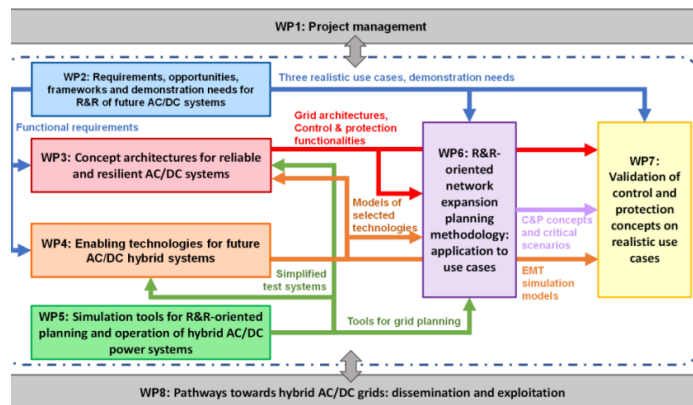 WP1: Project management
WP2: Requirements, opportunities,
frameworks and demonstration needs for
R&R of future AC/DC systems
Three realistic use cases, demonstration needs
Functional requirements
Grid architectures,
Control & protection
functionalities
WP3: Concept architectures for reliable
and resilient AC/DC systems
WP6: R&R-
oriented
network
expansion
planning
methodology:
application to
use cases
WP7:
Validation of
control and
protection
concepts on
realistic use
cases
Models of
selected
technologies
C&P concepts
and critical
scenarios
WP4: Enabling technologies for future
AC/DC hybrid systems
Simplified
test systems
EMT
simulation
models
WP5: Simulation tools for R&R-oriented
planning and operation of hybrid AC/DC
power systems
Tools for grid planning
WP8: Pathways towards hybrid AC/DC grids: dissemination and exploitation